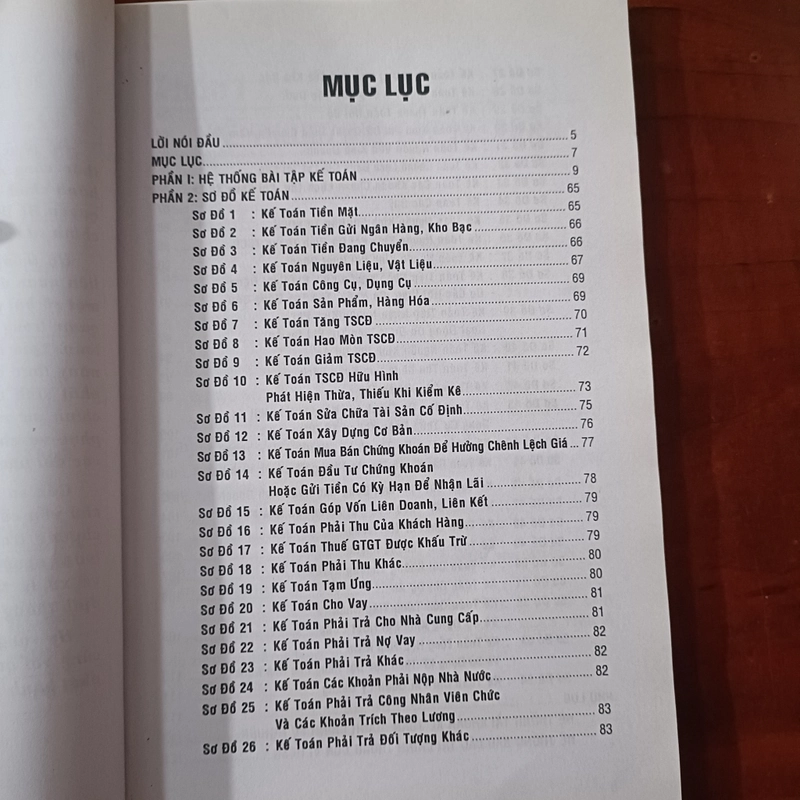 MỤC LỤC
LỜI NÓI ĐẦU........................................................5
MỤC LỤC........................................................7
PHẦN I: HỆ THỐNG BÀI TẬP KẾ TOÁN........................................9
PHẦN 2: SƠ ĐỒ KẾ TOÁN........................................65
SƠ ĐỒ 1 : Kế Toán Tiền Mặt........................................65
SƠ ĐỒ 2 : Kế Toán Tiền Gửi Ngân Hàng, Kho Bạc....................66
SƠ ĐỒ 3 : Kế Toán Tiền Đang Chuyển..............................66
SƠ ĐỒ 4 : Kế Toán Nguyên Liệu, Vật Liệu.........................67
SƠ ĐỒ 5 : Kế Toán Công Cụ, Dụng Cụ..............................69
SƠ ĐỒ 6 : Kế Toán Sản Phẩm, Hàng Hóa............................69
SƠ ĐỒ 7 : Kế Toán Tăng TSCĐ.....................................70
SƠ ĐỒ 8 : Kế Toán Hao Mòn TSCĐ..................................71
SƠ ĐỒ 9 : Kế Toán Giảm TSCĐ.....................................72
SƠ ĐỒ 10 : Kế Toán TSCĐ Hữu Hình
Phát Hiện Thừa, Thiếu Khi Kiểm Kê....................73
SƠ ĐỒ 11 : Kế Toán Sửa Chữa Tài Sản Cố Định....................75
SƠ ĐỒ 12 : Kế Toán Xây Dựng Cơ Bản..............................76
SƠ ĐỒ 13 : Kế Toán Mua Bán Chứng Khoán Để Hưởng Chênh Lệch Giá...77
SƠ ĐỒ 14 : Kế Toán Đầu Tư Chứng Khoán
Hoặc Gửi Tiền Có Kỳ Hạn Để Nhận Lãi....................78
SƠ ĐỒ 15 : Kế Toán Góp Vốn Liên Doanh, Liên Kết....................79
SƠ ĐỒ 16 : Kế Toán Phải Thu Của Khách Hàng....................79
SƠ ĐỒ 17 : Kế Toán Thuế GTGT Được Khấu Trừ....................79
SƠ ĐỒ 18 : Kế Toán Phải Thu Khác..............................80
SƠ ĐỒ 19 : Kế Toán Tạm Ứng....................................80
SƠ ĐỒ 20 : Kế Toán Cho Vay....................................81
SƠ ĐỒ 21 : Kế Toán Phải Trả Cho Nhà Cung Cấp....................81
SƠ ĐỒ 22 : Kế Toán Phải Trả Nợ Vay..............................82
SƠ ĐỒ 23 : Kế Toán Phải Trả Khác..............................82
SƠ ĐỒ 24 : Kế Toán Các Khoản Phải Nộp Nhà Nước....................82
SƠ ĐỒ 25 : Kế Toán Phải Trả Công Nhân Viên Chức
Và Các Khoản Trích Theo Lương....................83
SƠ ĐỒ 26 : Kế Toán Phải Trả Đối Tượng Khác....................83